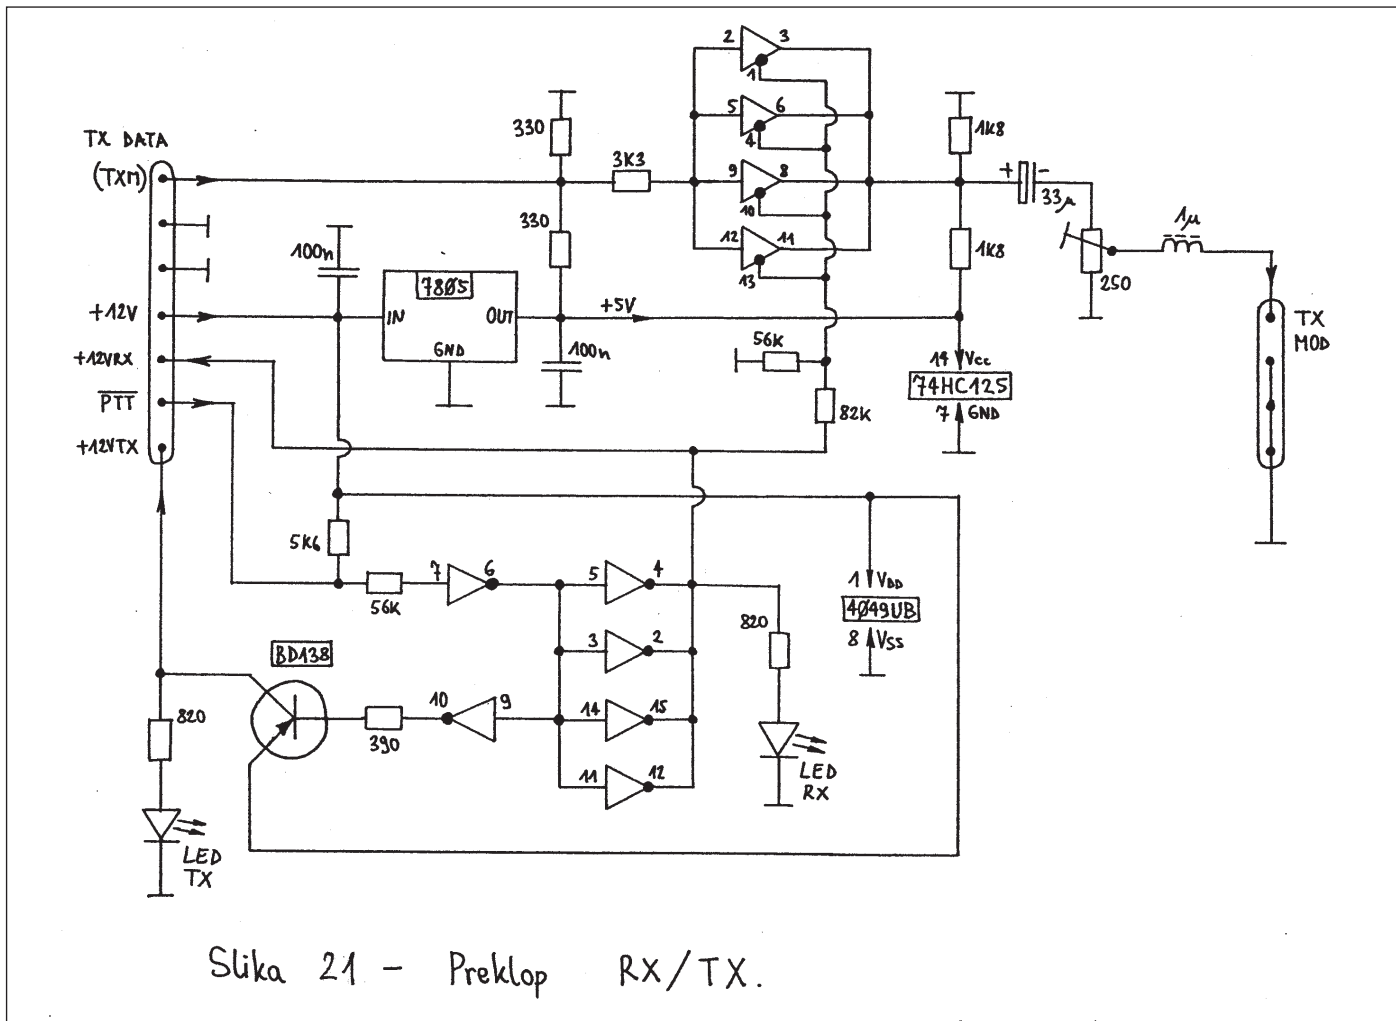 2
3
1
330
5
6
1K8
TX DATA
4
(TXM)
3K3
9
8
+
-
33µ
330
10
1µ
12
11
100n
1K8
13
250
7805
+12V
IN
OUT
+5V
TX
MOD
+12VRX
GND
100n
56K
14 Vcc
74HC125
PTT
82K
7
GND
+12VTX
5K6
7
6
5
4
1 VDD
56K
820
4049UB
3
2
8 VSS
BD138
10
9
14
15
820
390
11
12
LED
RX
LED
TX
Slika 21 - Preklop RX/TX.